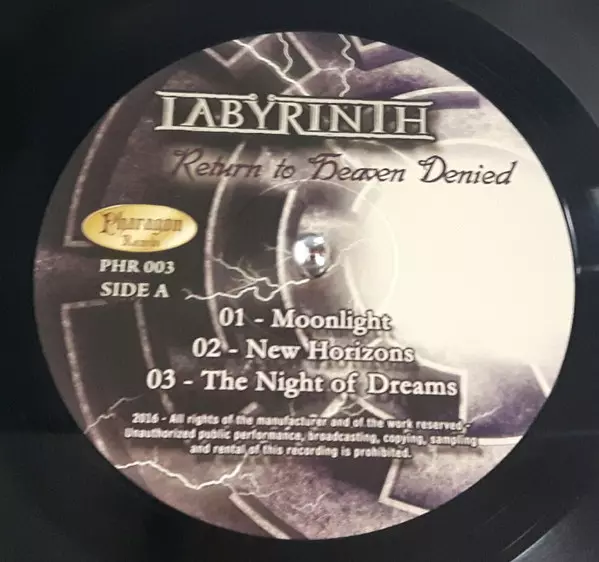 LABYRINTH
Return to Heaven Denied
Pharagon
Records
PHR 003
SIDE A
01 - Moonlight
02 - New Horizons
03 - The Night of Dreams
2016 - All rights of the manufacturer and of the work reserved -
Unauthorized public performance, broadcasting, copying, sampling
and rental of this recording is prohibited.